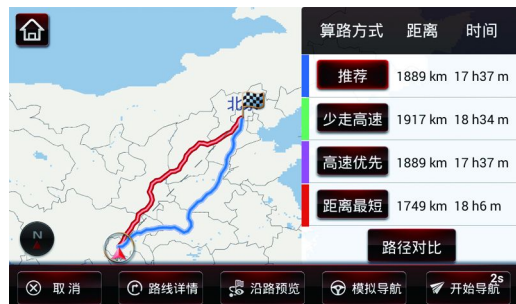 算路方式 距离 时间
推荐 1889 km 17 h37 m
少走高速 1917 km 18 h34 m
高速优先 1889 km 17 h37 m
距离最短 1749 km 18 h6 m
路径对比
北
N
取消 路线详情 沿路预览 模拟导航 开始导航 2s